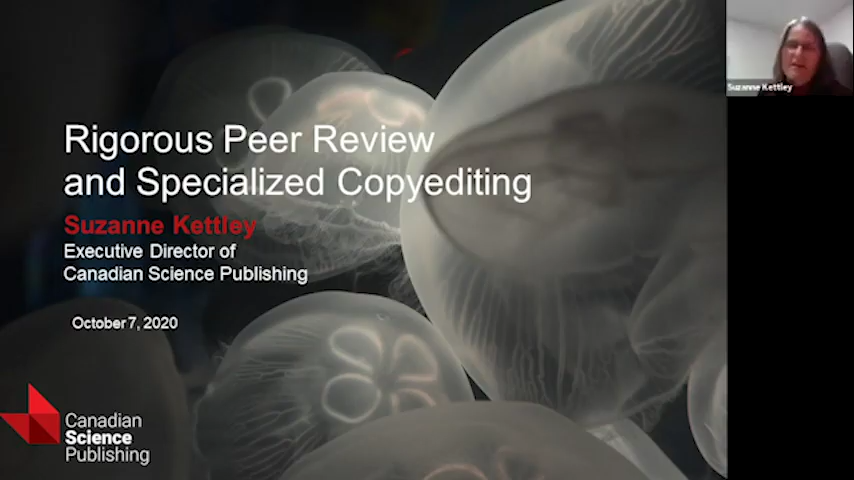 Rigorous Peer Review
and Specialized Copyediting
Suzanne Kettley
Executive Director of
Canadian Science Publishing
October 7, 2020
Canadian
Science
Publishing
Suzanne Kettley